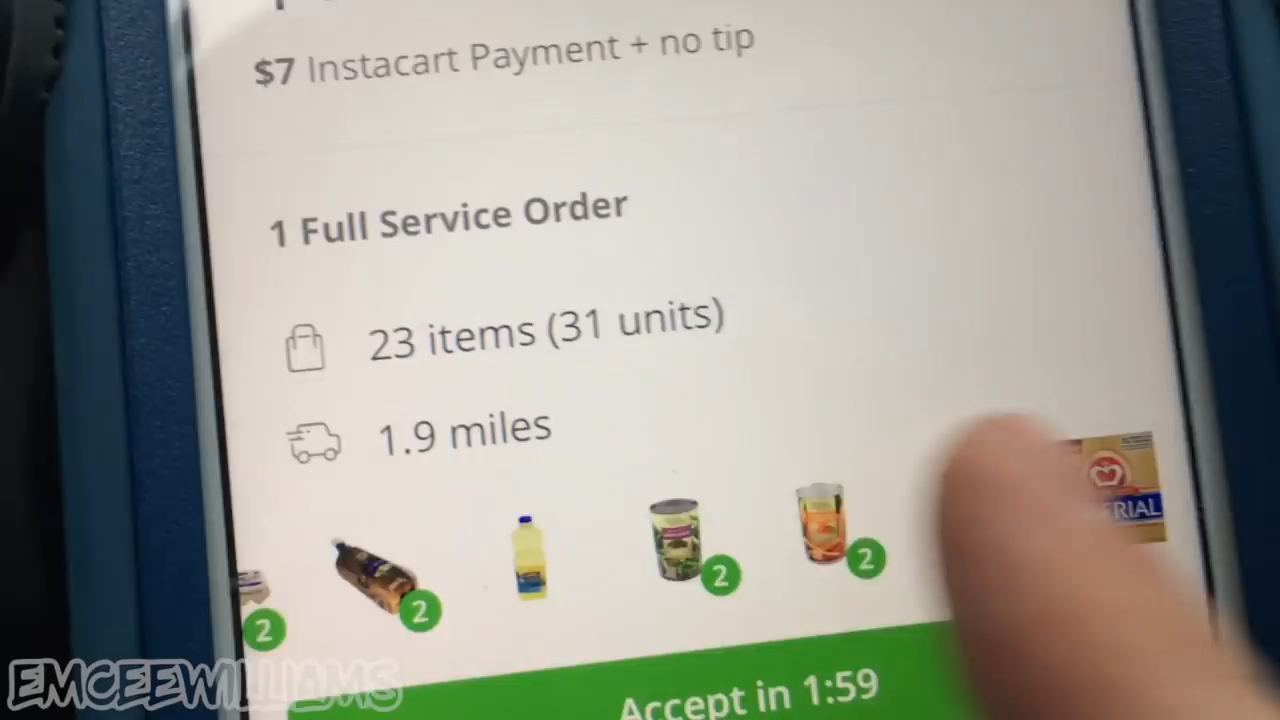 $7 Instacart Payment + no tip
1 Full Service Order
23 items (31 units)
1.9 miles
RIAL
2
2
2
2
Accept in 1:59
EMCEEWILLIAMS